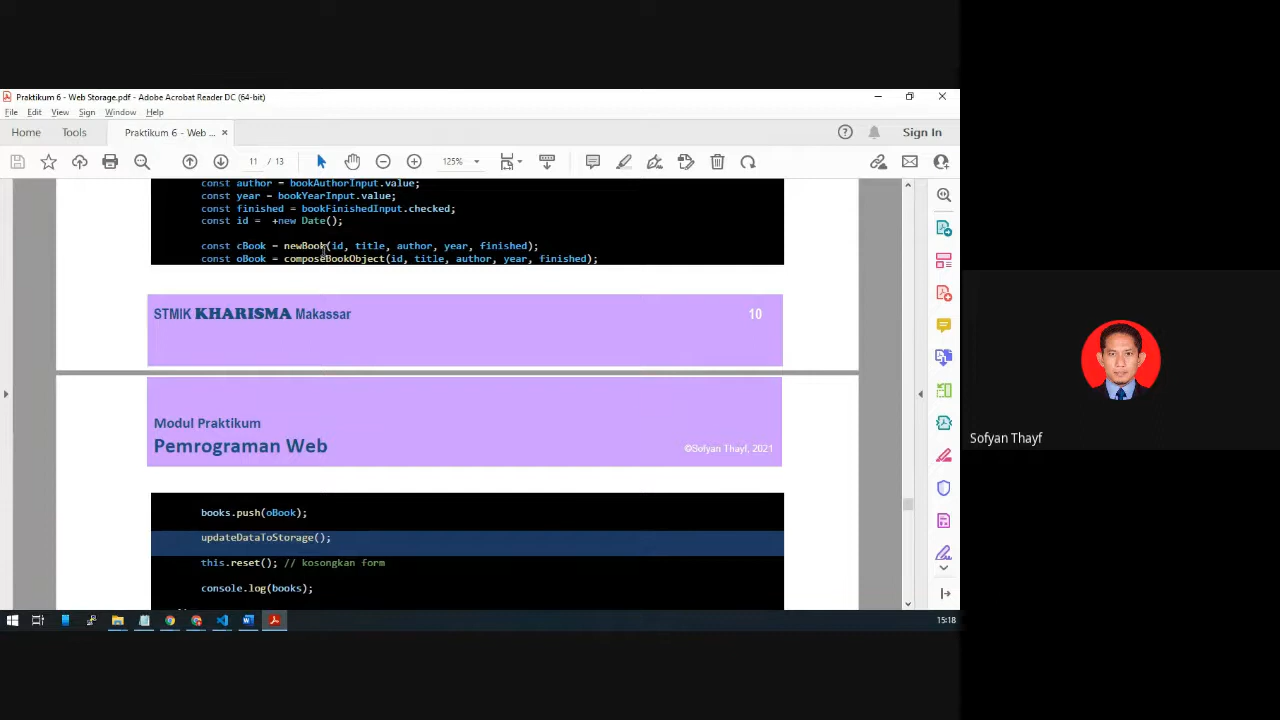 Praktikum 6 - Web Storage.pdf - Adobe Acrobat Reader DC (64-bit)
File Edit View Sign Window Help
Home Tools Praktikum 6 - Web ... × Sign In
11 / 13 125%
const author = bookAuthorInput.value;
const year = bookYearInput.value;
const finished = bookFinishedInput.checked;
const id = +new Date();
const cBook = newBook(id, title, author, year, finished);
const oBook = composeBookObject(id, title, author, year, finished);
STMIK KHARISMA Makassar 10
Modul Praktikum
Pemrograman Web ©Sofyan Thayf, 2021
books.push(oBook);
updateDataToStorage();
this.reset(); // kosongkan form
console.log(books);
15:18
Sofyan Thayf